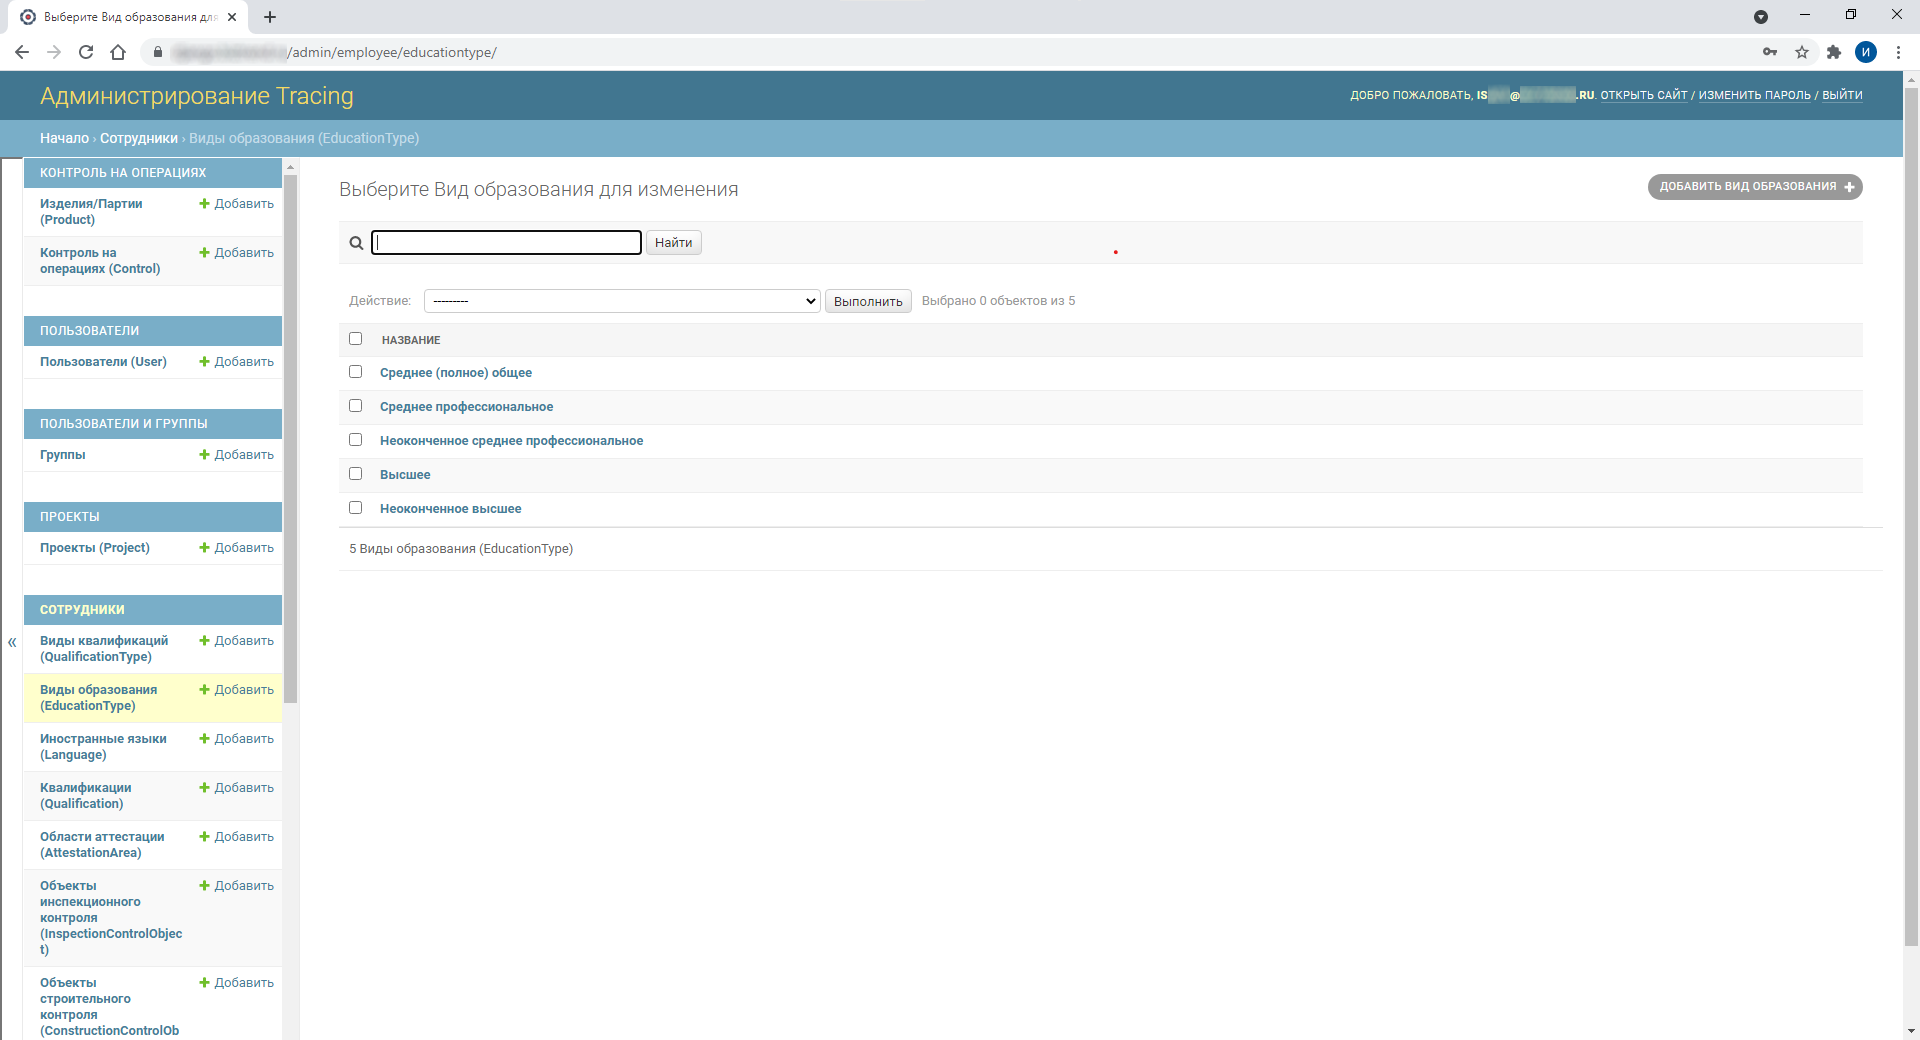 Выберите Вид образования для
/admin/employee/educationtype/
И
Администрирование Tracing
ДОБРО ПОЖАЛОВАТЬ, IS @ .RU. ОТКРЫТЬ САЙТ / ИЗМЕНИТЬ ПАРОЛЬ / ВЫЙТИ
Начало › Сотрудники › Виды образования (EducationType)
КОНТРОЛЬ НА ОПЕРАЦИЯХ
Изделия/Партии
(Product)
Добавить
Контроль на
операциях (Control)
Добавить
ПОЛЬЗОВАТЕЛИ
Пользователи (User)
Добавить
ПОЛЬЗОВАТЕЛИ И ГРУППЫ
Группы
Добавить
ПРОЕКТЫ
Проекты (Project)
Добавить
СОТРУДНИКИ
«
Виды квалификаций
(QualificationType)
Добавить
Виды образования
(EducationType)
Добавить
Иностранные языки
(Language)
Добавить
Квалификации
(Qualification)
Добавить
Области аттестации
(AttestationArea)
Добавить
Объекты
инспекционного
контроля
(InspectionControlObjec
t)
Добавить
Объекты
строительного
контроля
(ConstructionControlOb
Добавить
Выберите Вид образования для изменения
ДОБАВИТЬ ВИД ОБРАЗОВАНИЯ
Найти
Действие:
---------
Выполнить
Выбрано 0 объектов из 5
НАЗВАНИЕ
Среднее (полное) общее
Среднее профессиональное
Неоконченное среднее профессиональное
Высшее
Неоконченное высшее
5 Виды образования (EducationType)